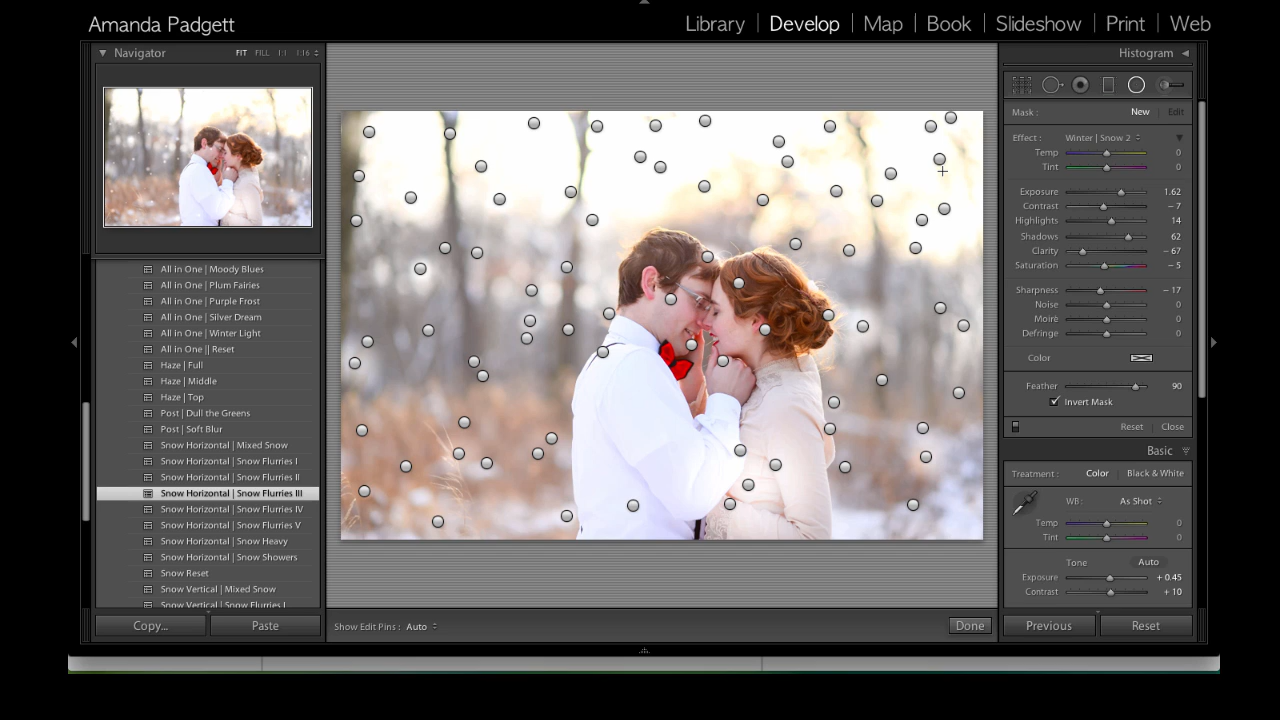 Amanda Padgett
Library | Develop | Map | Book | Slideshow | Print | Web
Navigator FIT FILL 1:1 1:16
Histogram
Mask : New Edit
Effect : Winter | Snow 2
Temp 0
Tint 0
Exposure 1.62
Contrast – 7
Highlights 14
Shadows 62
Clarity – 67
Saturation – 5
Sharpness – 17
Noise 0
Moiré 0
Defringe 0
Color
Feather 90
Invert Mask
Reset Close
Basic
Treatment : Color Black & White
WB: As Shot
Temp 0
Tint 0
Tone Auto
Exposure + 0.45
Contrast + 10
Previous Reset
All in One | Moody Blues
All in One | Plum Fairies
All in One | Purple Frost
All in One | Silver Dream
All in One | Winter Light
All in One || Reset
Haze | Full
Haze | Middle
Haze | Top
Post | Dull the Greens
Post | Soft Blur
Snow Horizontal | Mixed Snow
Snow Horizontal | Snow Flurries I
Snow Horizontal | Snow Flurries II
Snow Horizontal | Snow Flurries III
Snow Horizontal | Snow Flurries IV
Snow Horizontal | Snow Flurries V
Snow Horizontal | Snow Heavy
Snow Horizontal | Snow Showers
Snow Reset
Snow Vertical | Mixed Snow
Snow Vertical | Snow Flurries I
Copy... Paste
Show Edit Pins : Auto Done